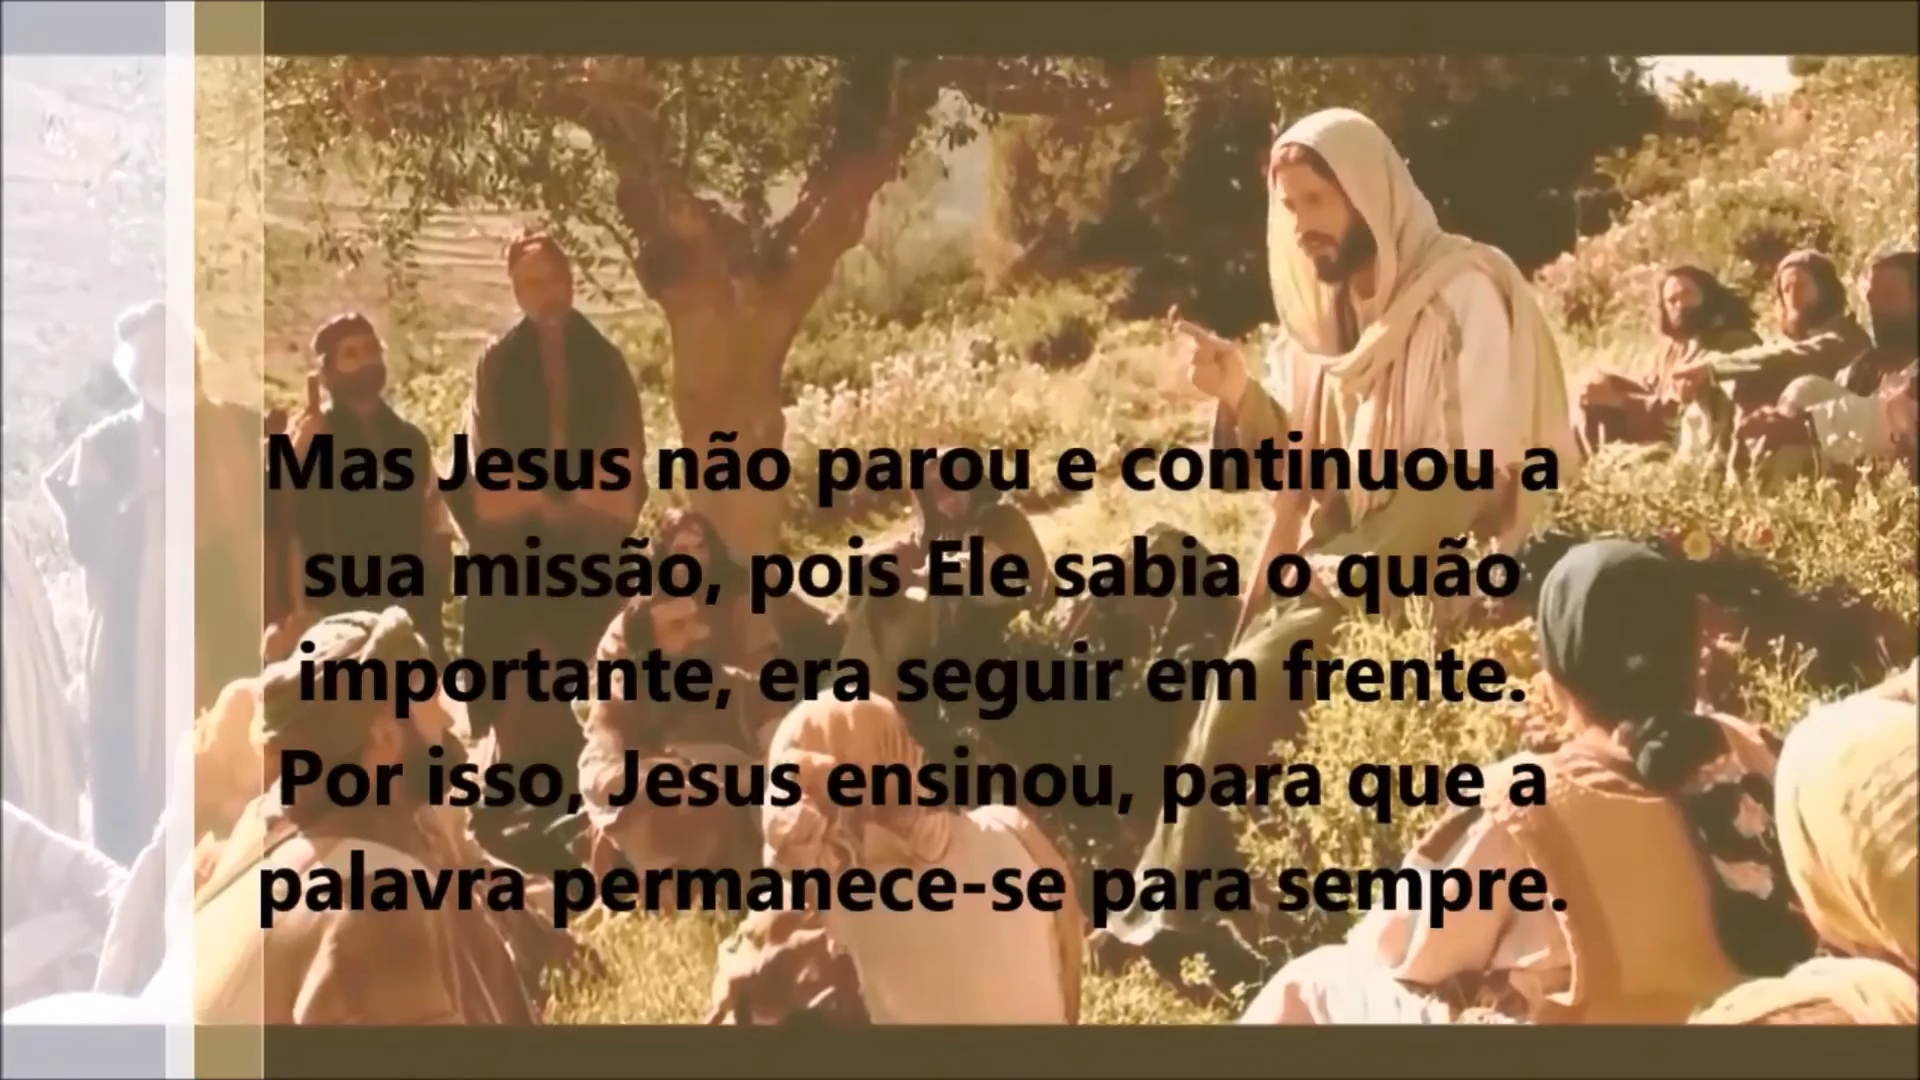 Mas Jesus não parou e continuou a
sua missão, pois Ele sabia o quão
importante, era seguir em frente.
Por isso, Jesus ensinou, para que a
palavra permanece-se para sempre.